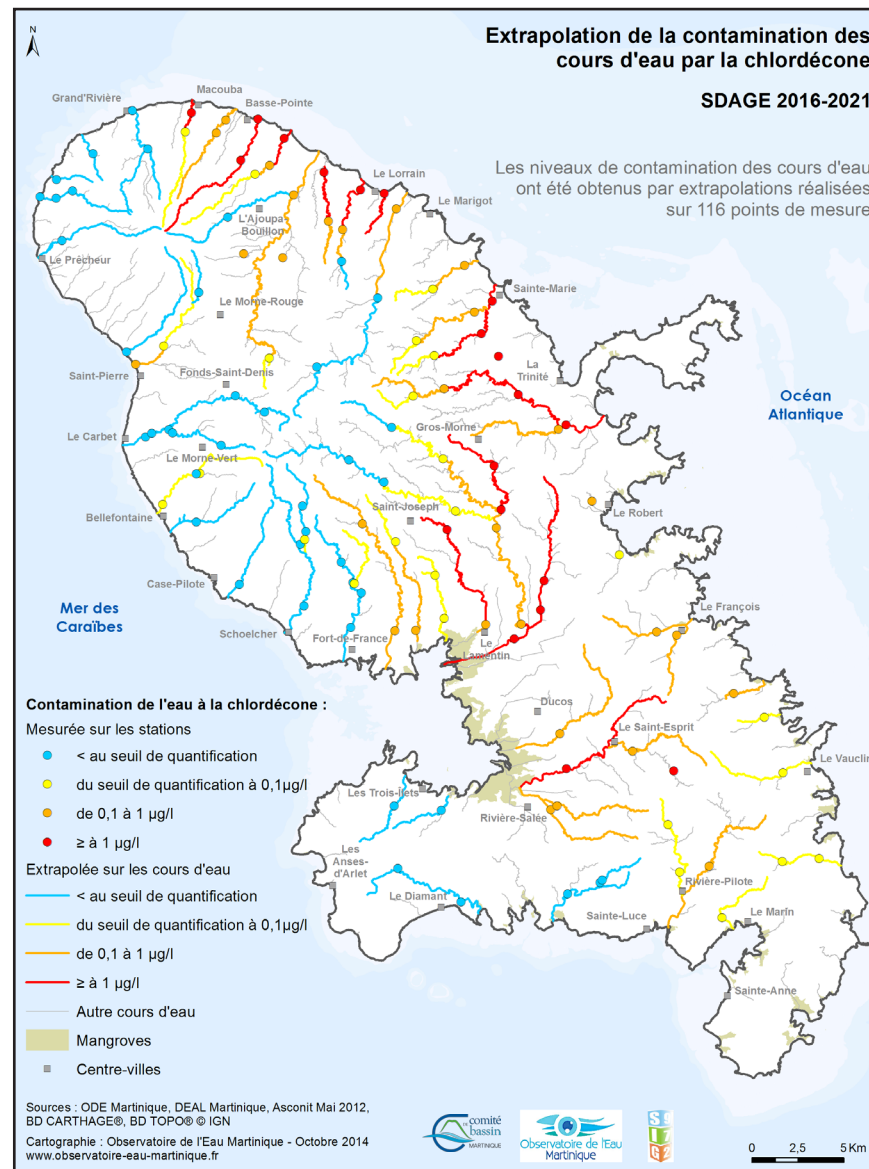 N
Extrapolation de la contamination des
cours d'eau par la chlordécone
SDAGE 2016-2021
Les niveaux de contamination des cours d'eau
ont été obtenus par extrapolations réalisées
sur 116 points de mesure
Grand'Rivière
Macouba
Basse-Pointe
Le Lorrain
Le Marigot
L'Ajoupa-
Bouillon
Le Prêcheur
Le Morne-Rouge
Sainte-Marie
La
Trinité
Saint-Pierre
Fonds-Saint-Denis
Océan
Atlantique
Le Carbet
Gros-Morne
Le Morne-Vert
Bellefontaine
Saint-Joseph
Le Robert
Case-Pilote
Mer des
Caraïbes
Schoelcher
Fort-de-France
Le
Lamentin
Le François
Ducos
Le Saint-Esprit
Le Vauclin
Les Trois-Îlets
Rivière-Salée
Les
Anses-
d'Arlet
Le Diamant
Sainte-Luce
Rivière-Pilote
Le Marin
Sainte-Anne
Contamination de l'eau à la chlordécone :
Mesurée sur les stations
< au seuil de quantification
du seuil de quantification à 0,1µg/l
de 0,1 à 1 µg/l
≥ à 1 µg/l
Extrapolée sur les cours d'eau
< au seuil de quantification
du seuil de quantification à 0,1µg/l
de 0,1 à 1 µg/l
≥ à 1 µg/l
Autre cours d'eau
Mangroves
Centre-villes
Sources : ODE Martinique, DEAL Martinique, Asconit Mai 2012,
BD CARTHAGE®, BD TOPO® © IGN
Cartographie : Observatoire de l'Eau Martinique - Octobre 2014
www.observatoire-eau-martinique.fr
comité
DE
bassin
MARTINIQUE
Observatoire de l'Eau
Martinique
0 2,5 5 Km